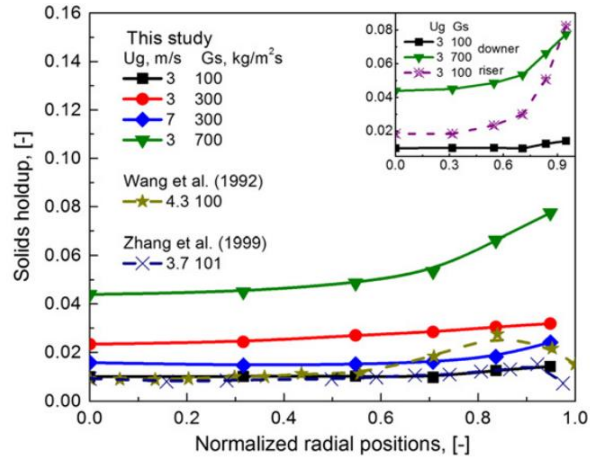 This study
Ug, m/s Gs, kg/m²s
3 100
3 300
7 300
3 700
Wang et al. (1992)
4.3 100
Zhang et al. (1999)
3.7 101
Ug Gs
3 100
3 700
downer
3 100 riser
0.08
0.06
0.04
0.02
0.0 0.3 0.6 0.9
0.16
0.14
0.12
0.10
0.08
0.06
0.04
0.02
0.00
Solids holdup, [-]
0.0 0.2 0.4 0.6 0.8 1.0
Normalized radial positions, [-]